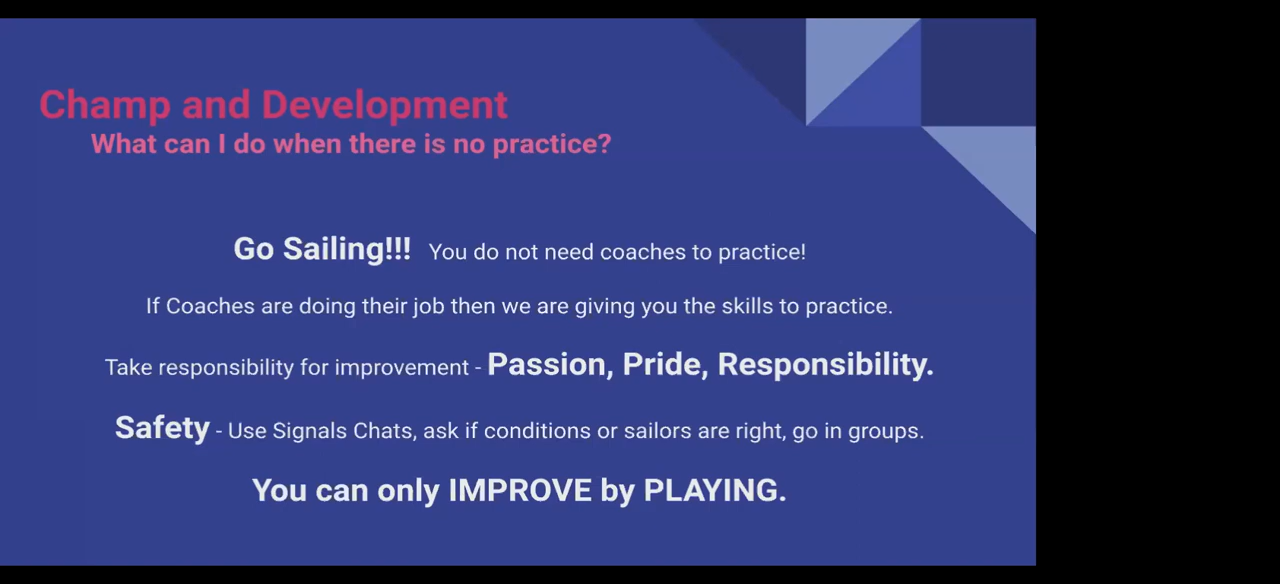 Champ and Development
What can I do when there is no practice?
Go Sailing!!! You do not need coaches to practice!
If Coaches are doing their job then we are giving you the skills to practice.
Take responsibility for improvement - Passion, Pride, Responsibility.
Safety - Use Signals Chats, ask if conditions or sailors are right, go in groups.
You can only IMPROVE by PLAYING.